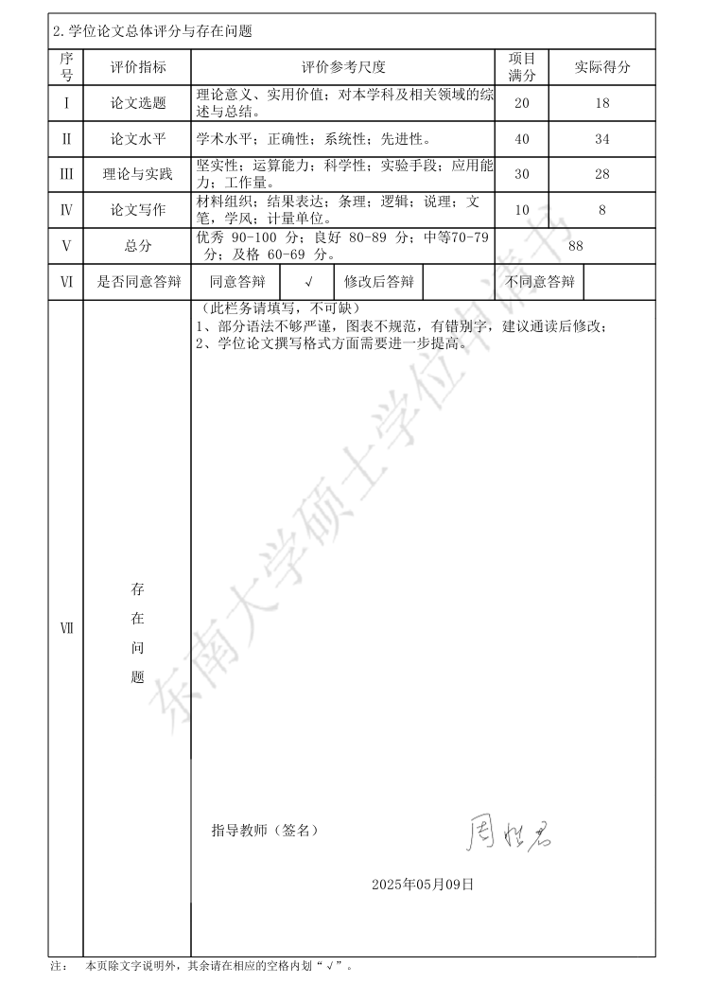 2.学位论文总体评分与存在问题
序号 评价指标 评价参考尺度 项目满分 实际得分
Ⅰ 论文选题 理论意义、实用价值；对本学科及相关领域的综
述与总结。 20 18
Ⅱ 论文水平 学术水平；正确性；系统性；先进性。 40 34
Ⅲ 理论与实践 坚实性；运算能力；科学性；实验手段；应用能
力；工作量。 30 28
Ⅳ 论文写作 材料组织；结果表达；条理；逻辑；说理；文
笔，学风；计量单位。 10 8
Ⅴ 总分 优秀 90-100 分；良好 80-89 分；中等70-79
分；及格 60-69 分。 88
Ⅵ 是否同意答辩 同意答辩 √ 修改后答辩 不同意答辩
（此栏务请填写，不可缺）
1、部分语法不够严谨，图表不规范，有错别字，建议通读后修改；
2、学位论文撰写格式方面需要进一步提高。
Ⅶ 存在问题
东南大学硕士学位申请书
指导教师（签名）
2025年05月09日
注： 本页除文字说明外，其余请在相应的空格内划“√”。